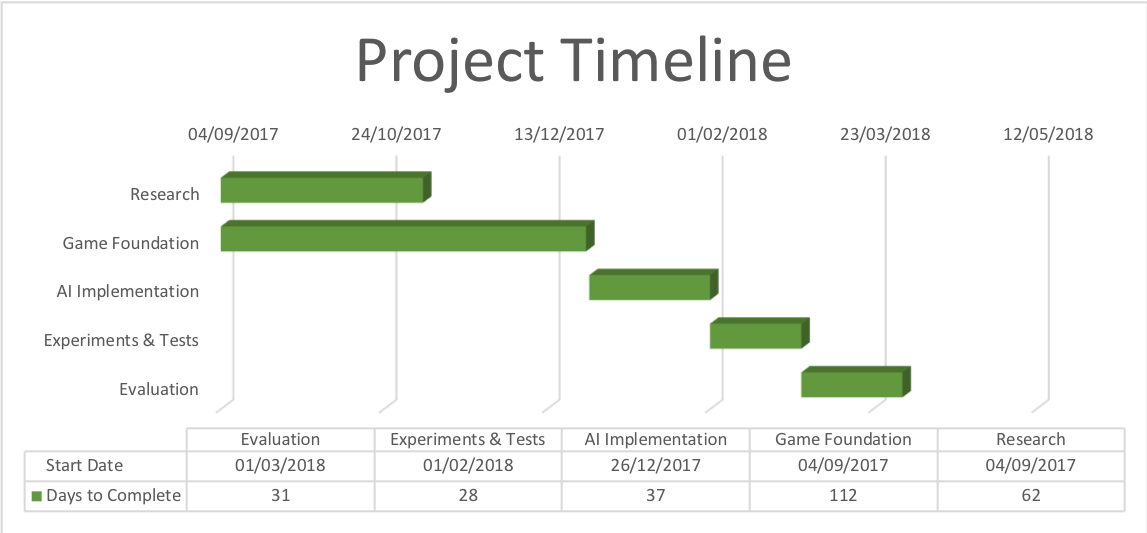 Project Timeline
04/09/2017 24/10/2017 13/12/2017 01/02/2018 23/03/2018 12/05/2018
Research
Game Foundation
AI Implementation
Experiments & Tests
Evaluation
Evaluation Experiments & Tests AI Implementation Game Foundation Research
Start Date 01/03/2018 01/02/2018 26/12/2017 04/09/2017 04/09/2017
Days to Complete 31 28 37 112 62